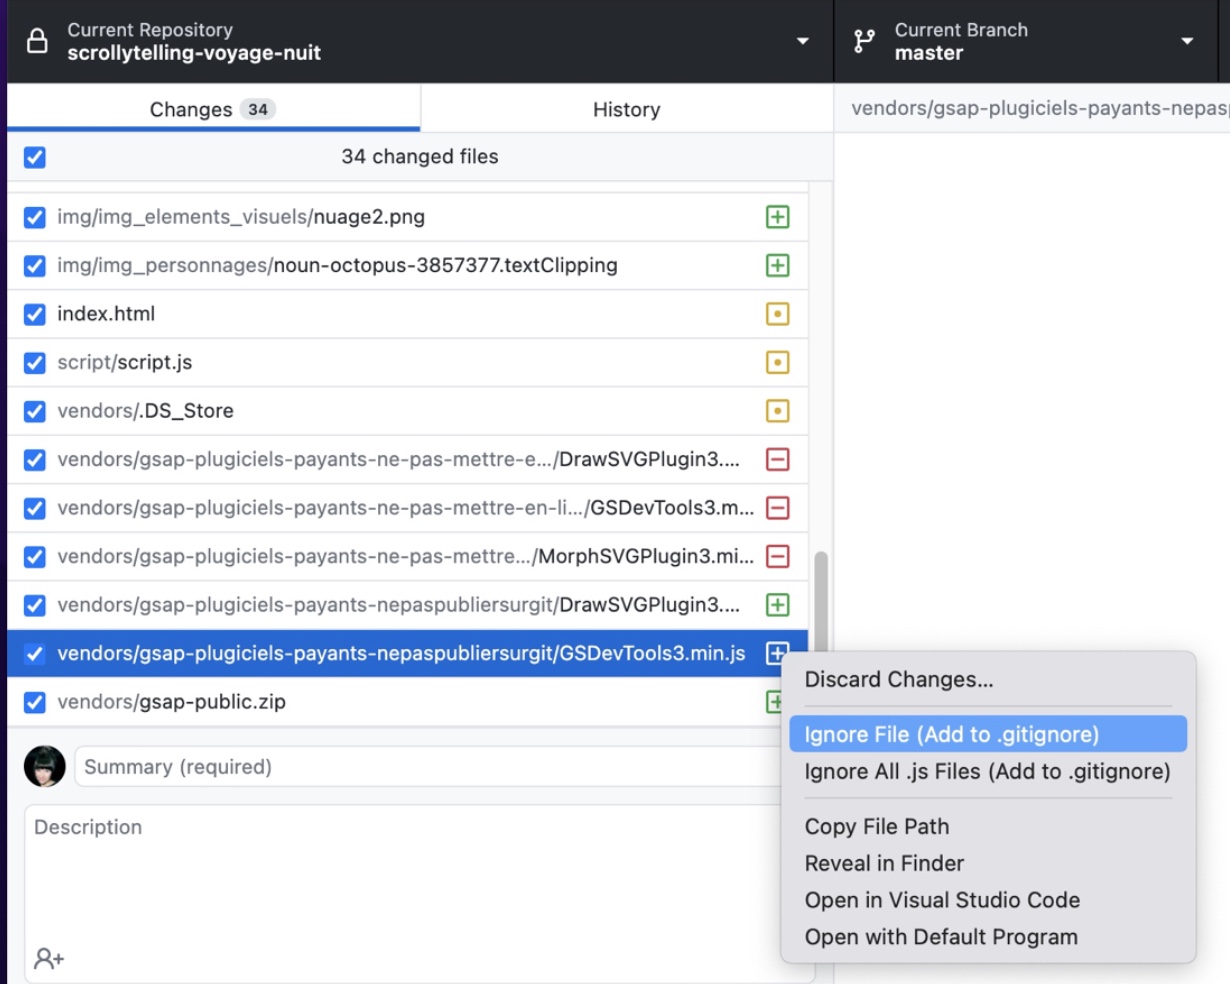 Current Repository
scrollytelling-voyage-nuit
Current Branch
master
Changes 34
History
vendors/gsap-plugiciels-payants-nepas
34 changed files
img/img_elements_visuels/nuage2.png
img/img_personnages/noun-octopus-3857377.textClipping
index.html
script/script.js
vendors/.DS_Store
vendors/gsap-plugiciels-payants-ne-pas-mettre-e.../DrawSVGPlugin3....
vendors/gsap-plugiciels-payants-ne-pas-mettre-en-li.../GSDevTools3.m...
vendors/gsap-plugiciels-payants-ne-pas-mettre.../MorphSVGPlugin3.mi...
vendors/gsap-plugiciels-payants-nepaspubliersurgit/DrawSVGPlugin3....
vendors/gsap-plugiciels-payants-nepaspubliersurgit/GSDevTools3.min.js
vendors/gsap-public.zip
Summary (required)
Description
Discard Changes...
Ignore File (Add to .gitignore)
Ignore All .js Files (Add to .gitignore)
Copy File Path
Reveal in Finder
Open in Visual Studio Code
Open with Default Program